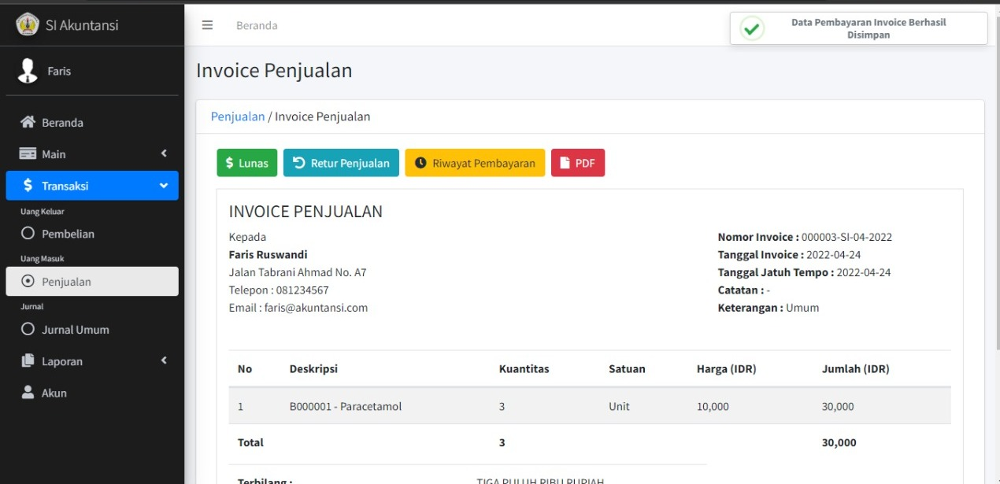 SI Akuntansi
Beranda
Data Pembayaran Invoice Berhasil
Disimpan
Faris
Beranda
Main
Transaksi
Uang Keluar
Pembelian
Uang Masuk
Penjualan
Jurnal
Jurnal Umum
Laporan
Akun
Invoice Penjualan
Penjualan / Invoice Penjualan
Lunas
Retur Penjualan
Riwayat Pembayaran
PDF
INVOICE PENJUALAN
Kepada
Faris Ruswandi
Jalan Tabrani Ahmad No. A7
Telepon : 081234567
Email : faris@akuntansi.com
Nomor Invoice : 000003-SI-04-2022
Tanggal Invoice : 2022-04-24
Tanggal Jatuh Tempo : 2022-04-24
Catatan : -
Keterangan : Umum
No Deskripsi Kuantitas Satuan Harga (IDR) Jumlah (IDR)
1 B000001 - Paracetamol 3 Unit 10,000 30,000
Total 3 30,000
Terbilang : TIGA PULUH RIBU RUPIAH